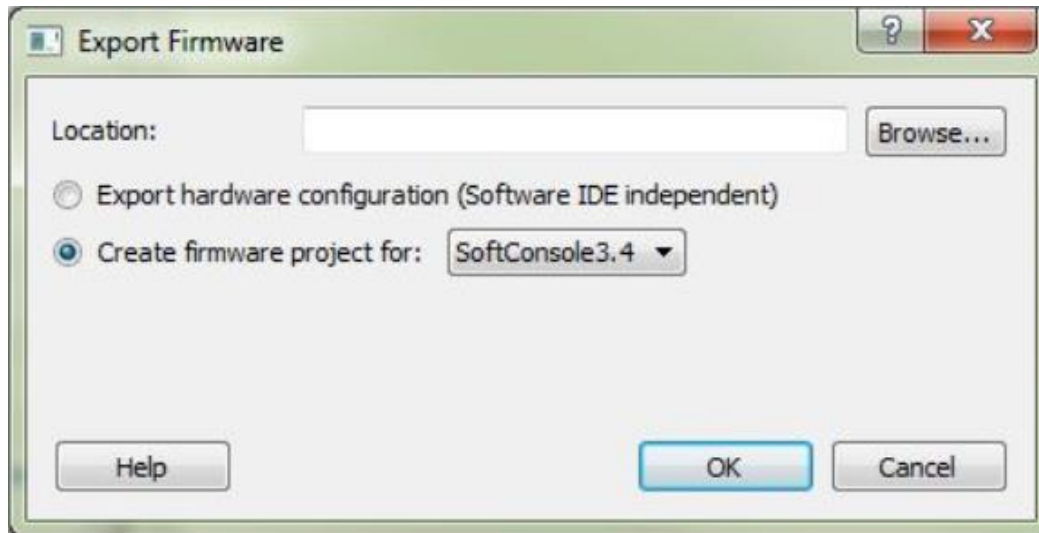 Export Firmware
Location: Browse...
Export hardware configuration (Software IDE independent)
Create firmware project for: SoftConsole3.4
Help OK Cancel